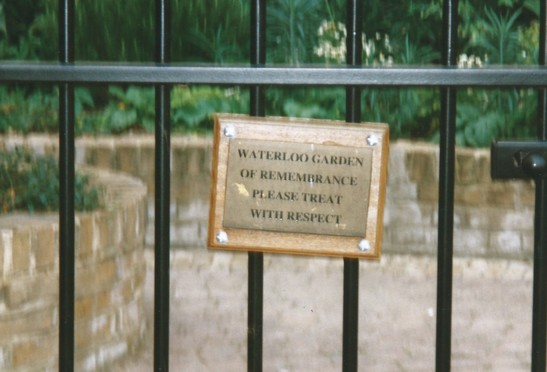 WATERLOO GARDEN
OF REMEMBRANCE
PLEASE TREAT
WITH RESPECT